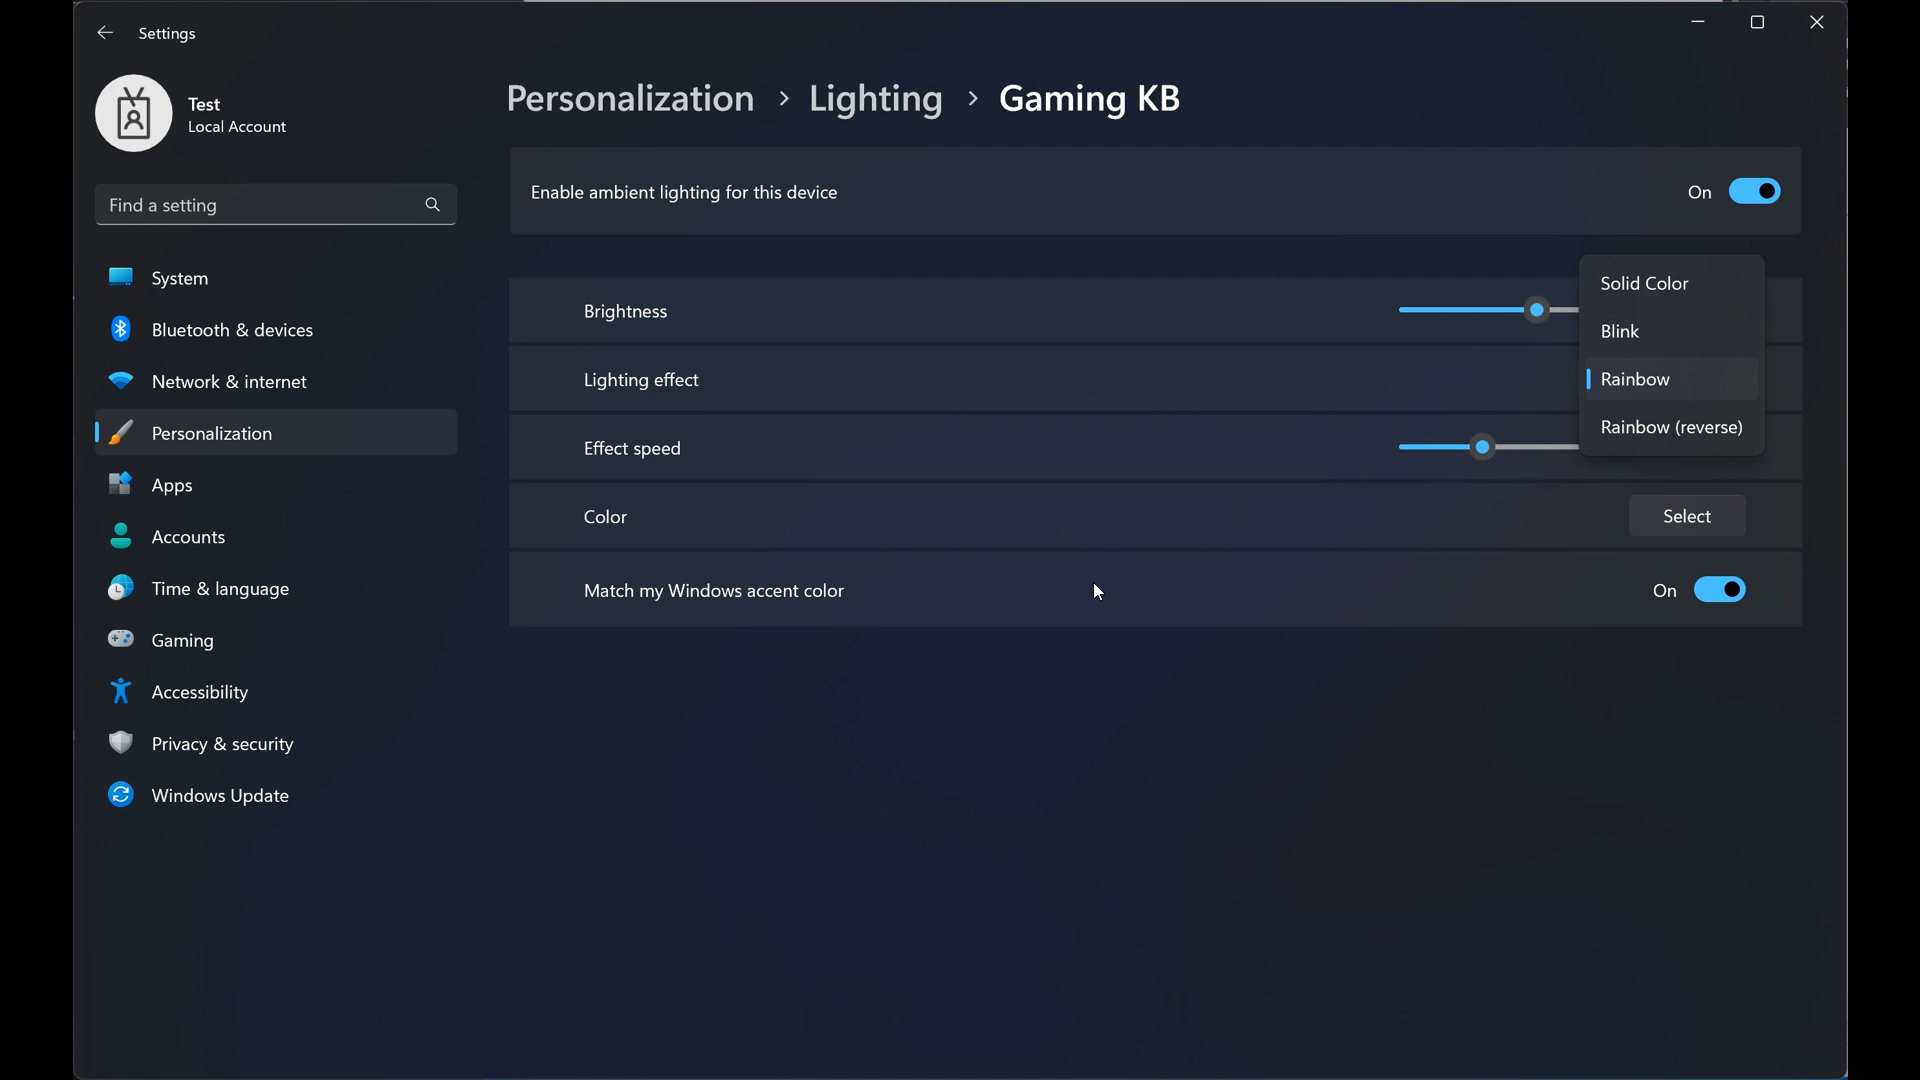 Settings
Test
Local Account
Find a setting
System
Bluetooth & devices
Network & internet
Personalization
Apps
Accounts
Time & language
Gaming
Accessibility
Privacy & security
Windows Update
Personalization > Lighting > Gaming KB
Enable ambient lighting for this device On
Brightness
Lighting effect
Effect speed
Solid Color
Blink
Rainbow
Rainbow (reverse)
Color Select
Match my Windows accent color On